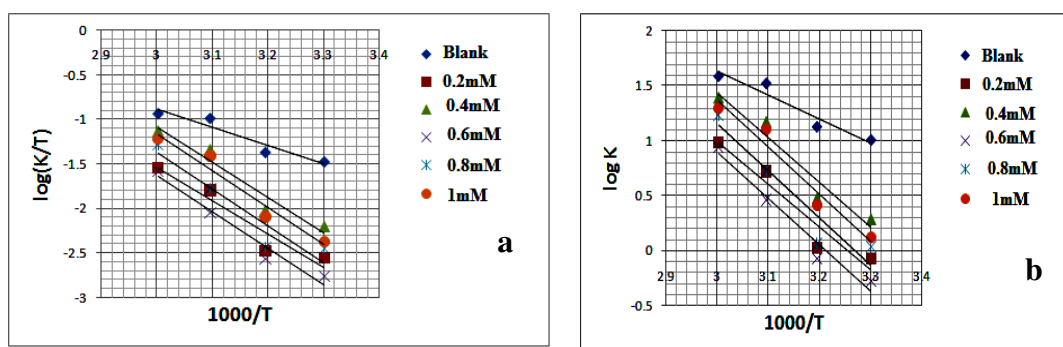 0
2.9 3 3.1 3.2 3.3 3.4
-0.5
-1
-1.5
-2
-2.5
-3
log(K/T)
1000/T
Blank
0.2mM
0.4mM
0.6mM
0.8mM
1mM
a
2
1.5
1
0.5
0
-0.5
2.9 3 3.1 3.2 3.3 3.4
log K
1000/T
Blank
0.2mM
0.4mM
0.6mM
0.8mM
1mM
b